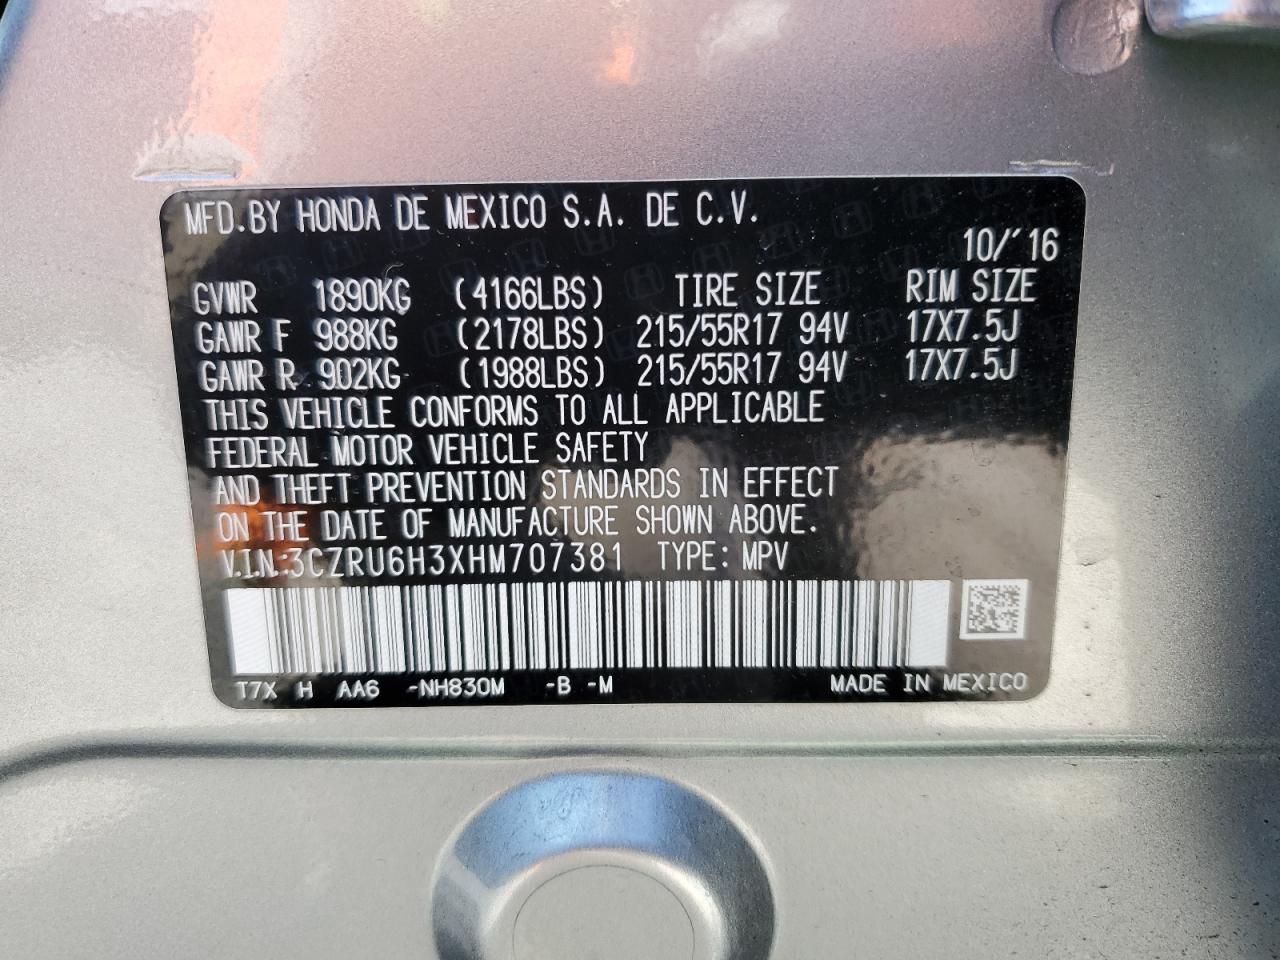 MFD.BY HONDA DE MEXICO S.A. DE C.V.
10/'16
GVWR 1890KG (4166LBS) TIRE SIZE RIM SIZE
GAWR F 988KG (2178LBS) 215/55R17 94V 17X7.5J
GAWR R 902KG (1988LBS) 215/55R17 94V 17X7.5J
THIS VEHICLE CONFORMS TO ALL APPLICABLE
FEDERAL MOTOR VEHICLE SAFETY
AND THEFT PREVENTION STANDARDS IN EFFECT
ON THE DATE OF MANUFACTURE SHOWN ABOVE.
V.I.N.:3CZRU6H3XHM707381 TYPE: MPV
T7X H AA6 -NH830M -B -M MADE IN MEXICO